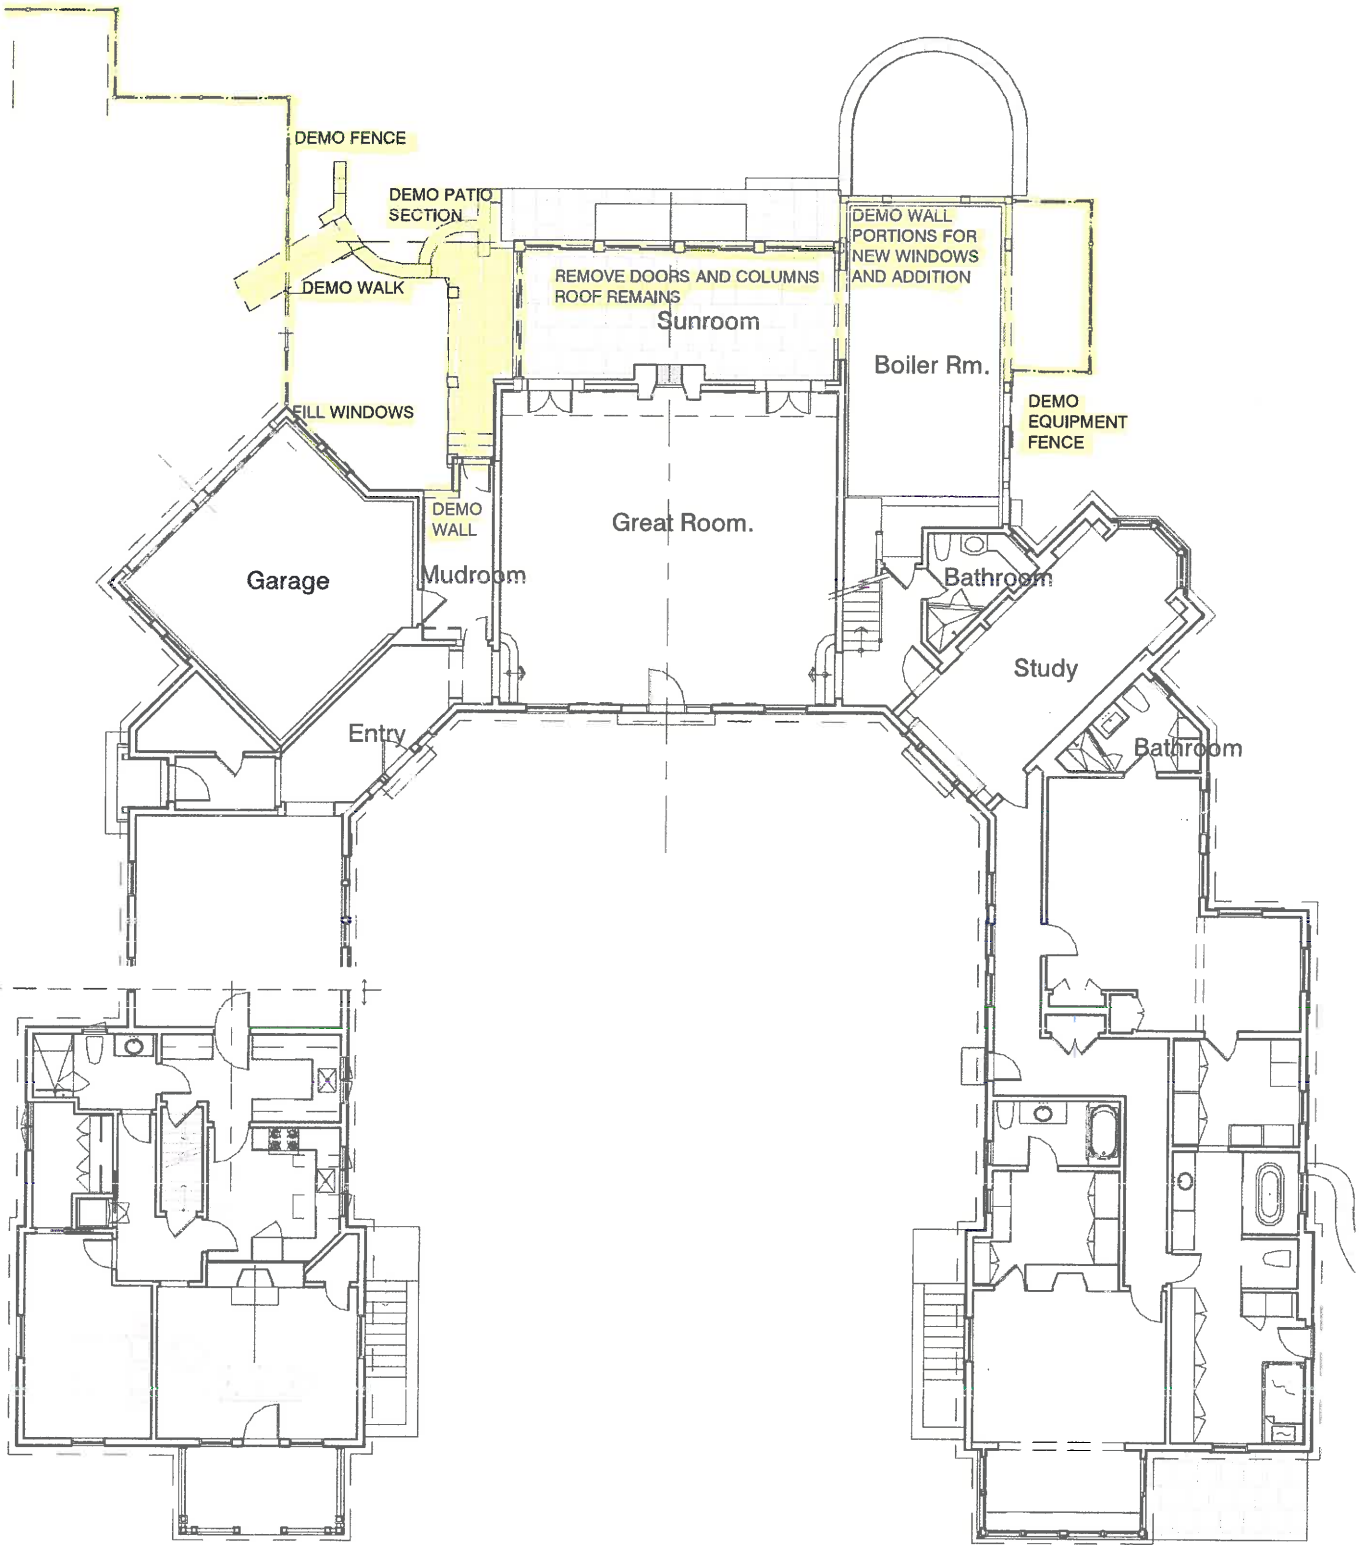 DEMO FENCE
DEMO PATIO
SECTION
DEMO WALL
PORTIONS FOR
NEW WINDOWS
AND ADDITION
DEMO WALK
REMOVE DOORS AND COLUMNS
ROOF REMAINS
Sunroom
Boiler Rm.
FILL WINDOWS
DEMO
EQUIPMENT
FENCE
DEMO
WALL
Great Room.
Garage
Mudroom
Bathroom
Study
Entry
Bathroom